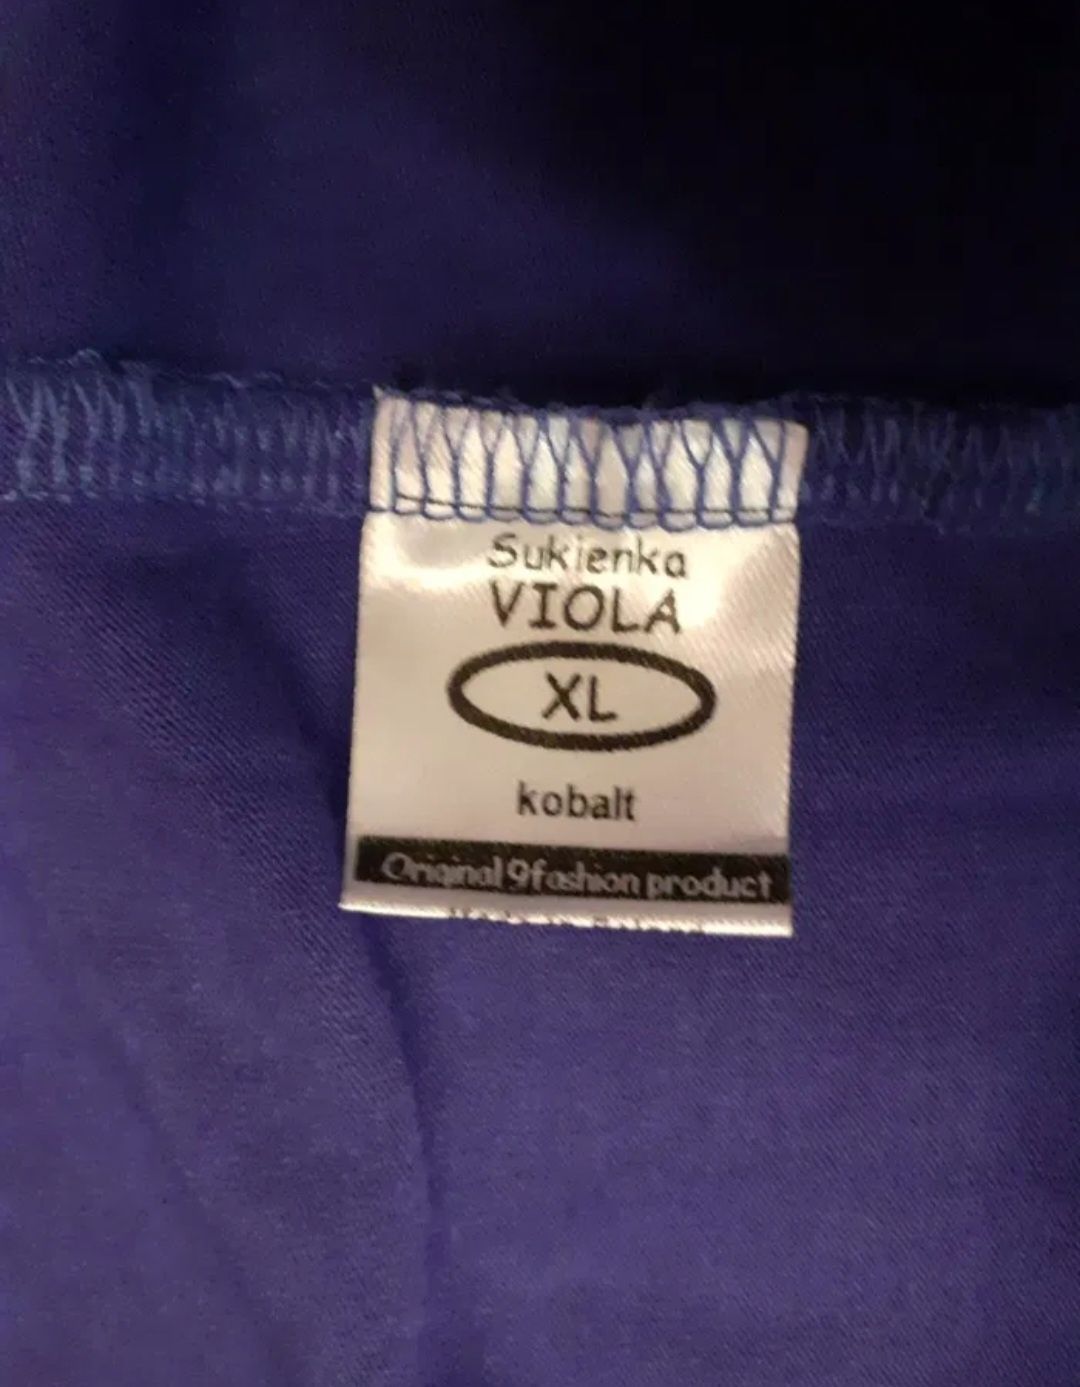 Sukienka
VIOLA
XL
kobalt
Original 9fashion product